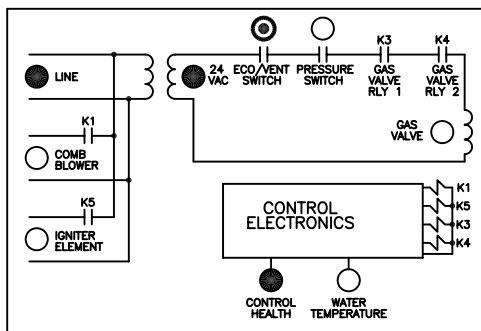 LINE
24
VAC
ECO/VENT
SWITCH
PRESSURE
SWITCH
K3
GAS
VALVE
RLY 1
K4
GAS
VALVE
RLY 2
K1
COMB
BLOWER
GAS
VALVE
K5
IGNITER
ELEMENT
CONTROL
ELECTRONICS
K1
K5
K3
K4
CONTROL
HEALTH
WATER
TEMPERATURE